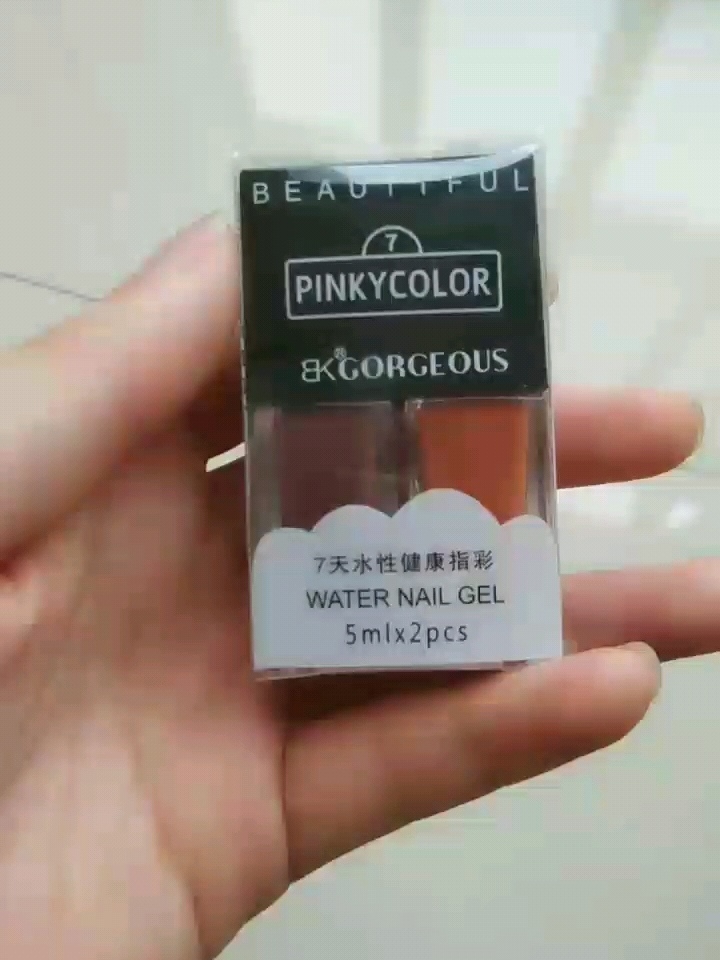 BEAUTIFUL
7
PINKYCOLOR
BK®GORGEOUS
7天水性健康指彩
WATER NAIL GEL
5mlx2pcs